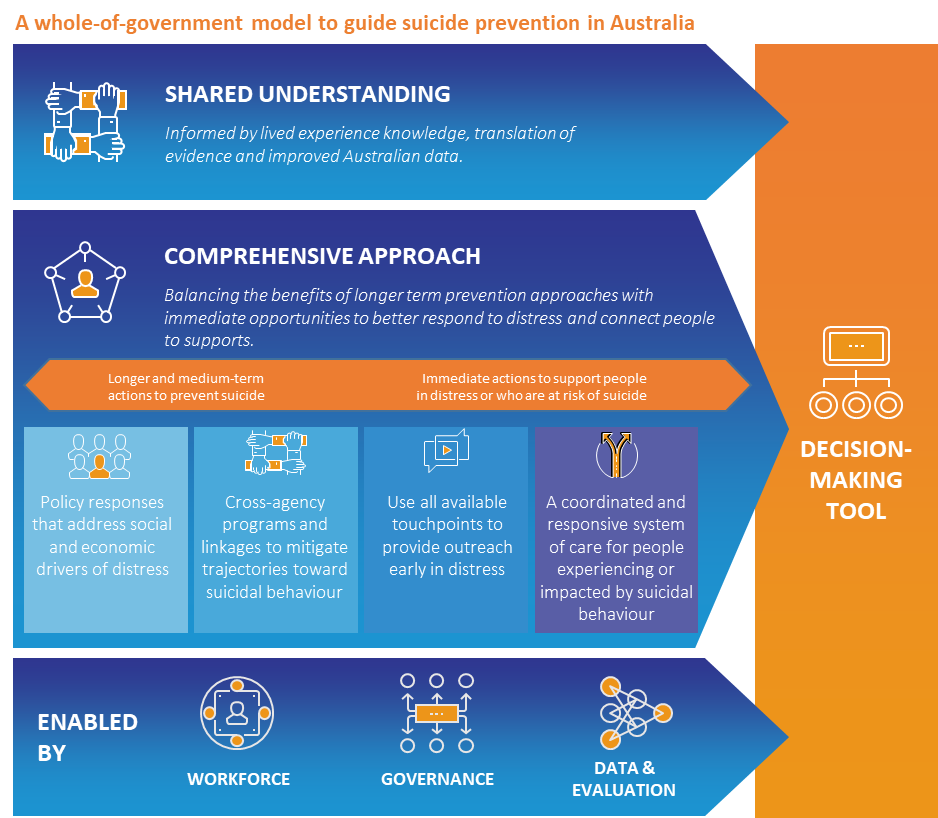 A whole-of-government model to guide suicide prevention in Australia
SHARED UNDERSTANDING
Informed by lived experience knowledge, translation of
evidence and improved Australian data.
COMPREHENSIVE APPROACH
Balancing the benefits of longer term prevention approaches with
immediate opportunities to better respond to distress and connect people
to supports.
Longer and medium-term
actions to prevent suicide
Immediate actions to support people
in distress or who are at risk of suicide
Policy responses
that address social
and economic
drivers of distress
Cross-agency
programs and
linkages to mitigate
trajectories toward
suicidal behaviour
Use all available
touchpoints to
provide outreach
early in distress
A coordinated and
responsive system
of care for people
experiencing or
impacted by suicidal
behaviour
ENABLED
BY
WORKFORCE
GOVERNANCE
DATA &
EVALUATION
DECISION-
MAKING
TOOL